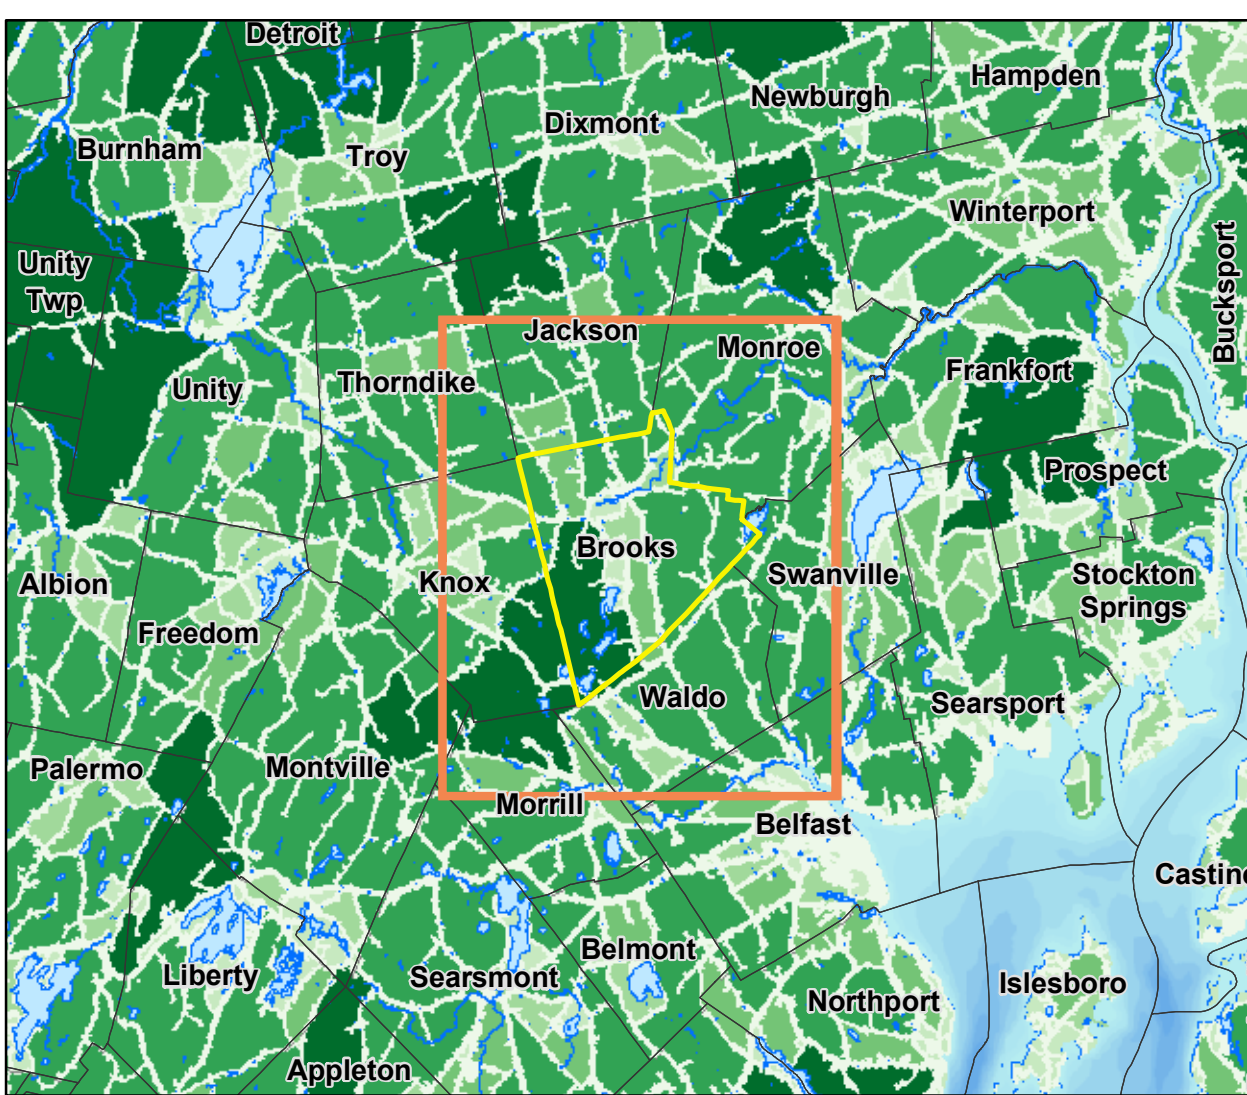 Detroit
Hampden
Newburgh
Dixmont
Burnham
Troy
Winterport
Bucksport
Unity
Twp
Jackson
Monroe
Frankfort
Unity
Thorndike
Prospect
Brooks
Swanville
Stockton
Springs
Albion
Knox
Freedom
Waldo
Searsport
Palermo
Montville
Morrill
Belfast
Castine
Belmont
Liberty
Searsmont
Islesboro
Northport
Appleton